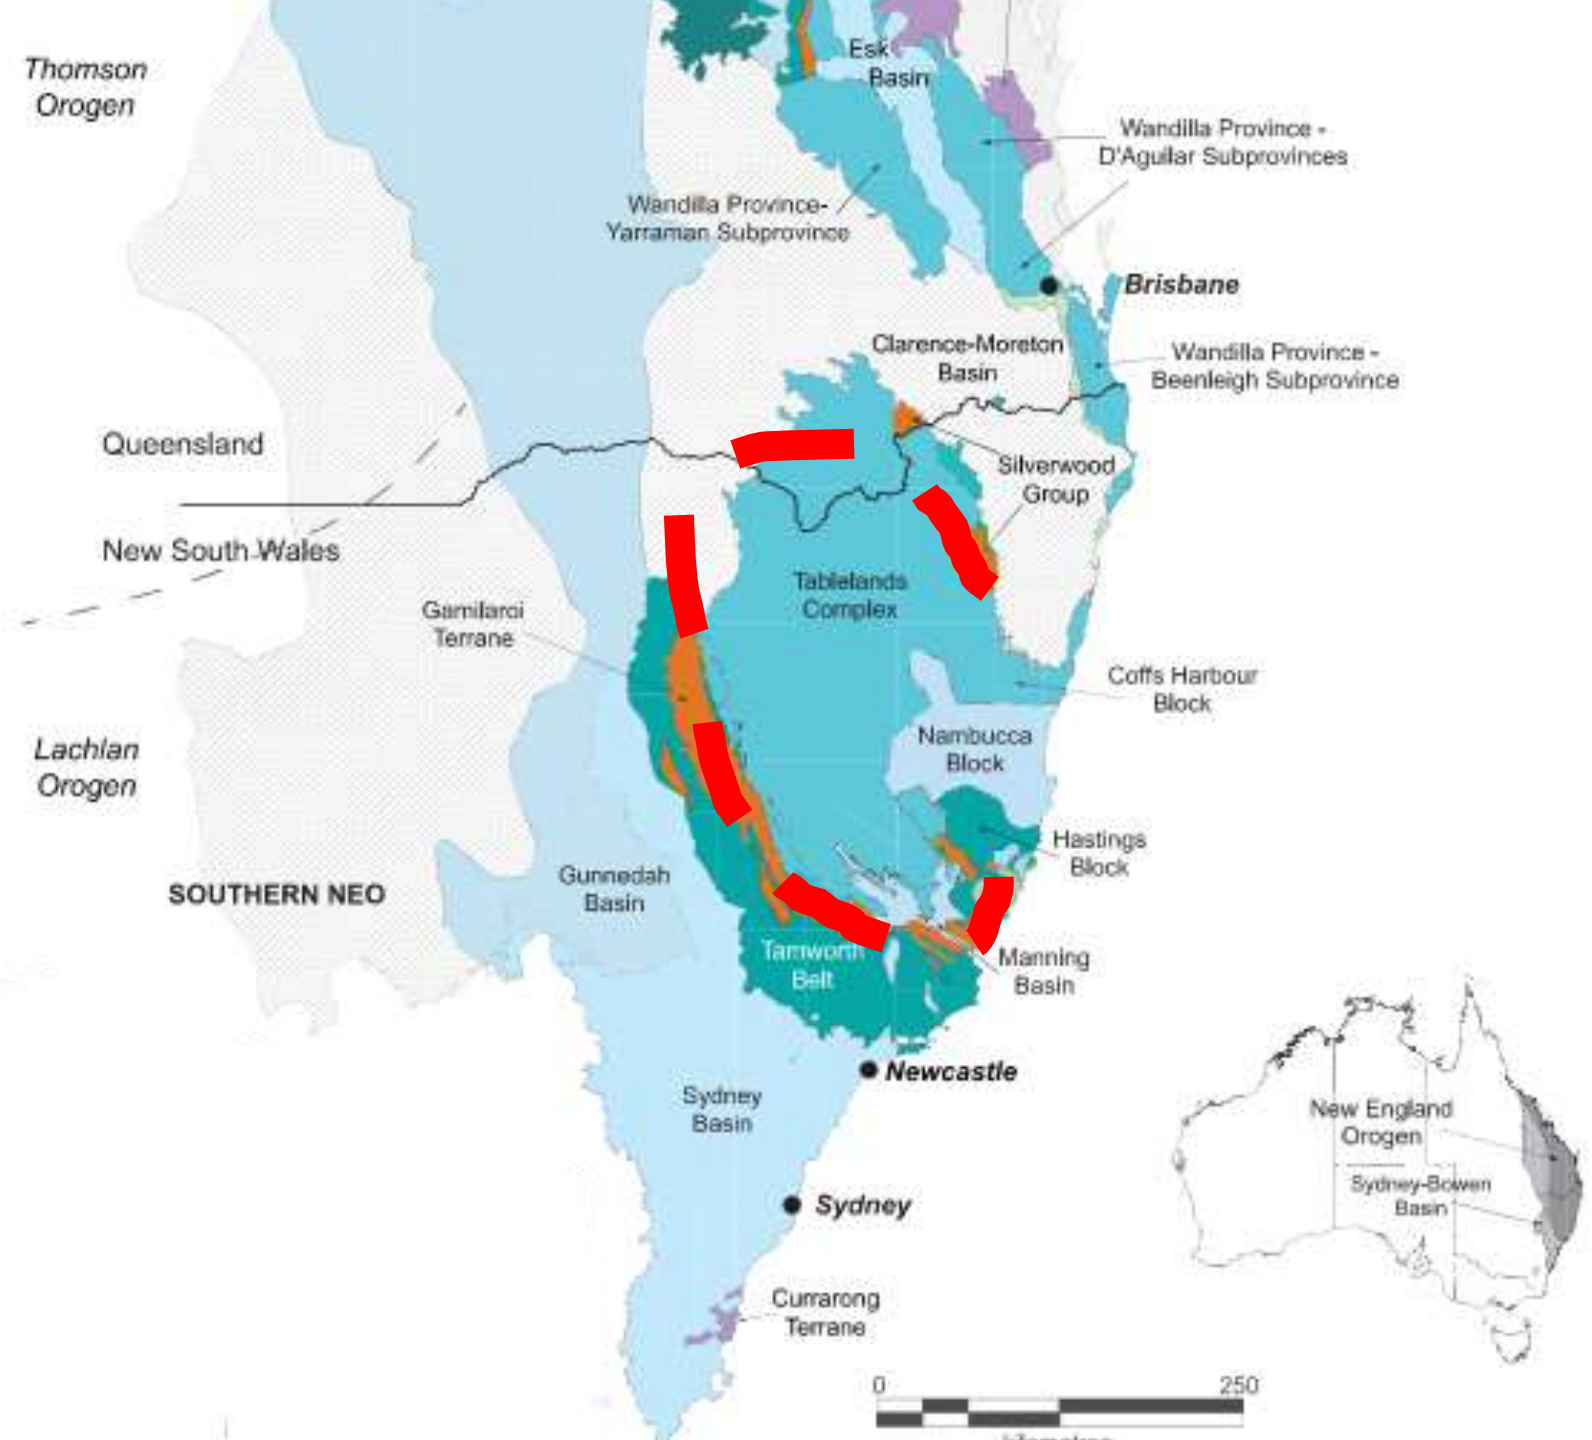 Thomson
Orogen
Esk
Basin
Wandilla Province -
D'Aguilar Subprovinces
Wandilla Province-
Yarraman Subprovince
Brisbane
Clarence-Moreton
Basin
Wandilla Province -
Beenleigh Subprovince
Queensland
Silverwood
Group
New South Wales
Tablelands
Complex
Gamilaroi
Terrane
Coffs Harbour
Block
Nambucca
Block
Lachlan
Orogen
Hastings
Block
SOUTHERN NEO
Gunnedah
Basin
Tamworth
Belt
Manning
Basin
Newcastle
Sydney
Basin
New England
Orogen
Sydney-Bowen
Basin
Sydney
Currarong
Terrane
0 250